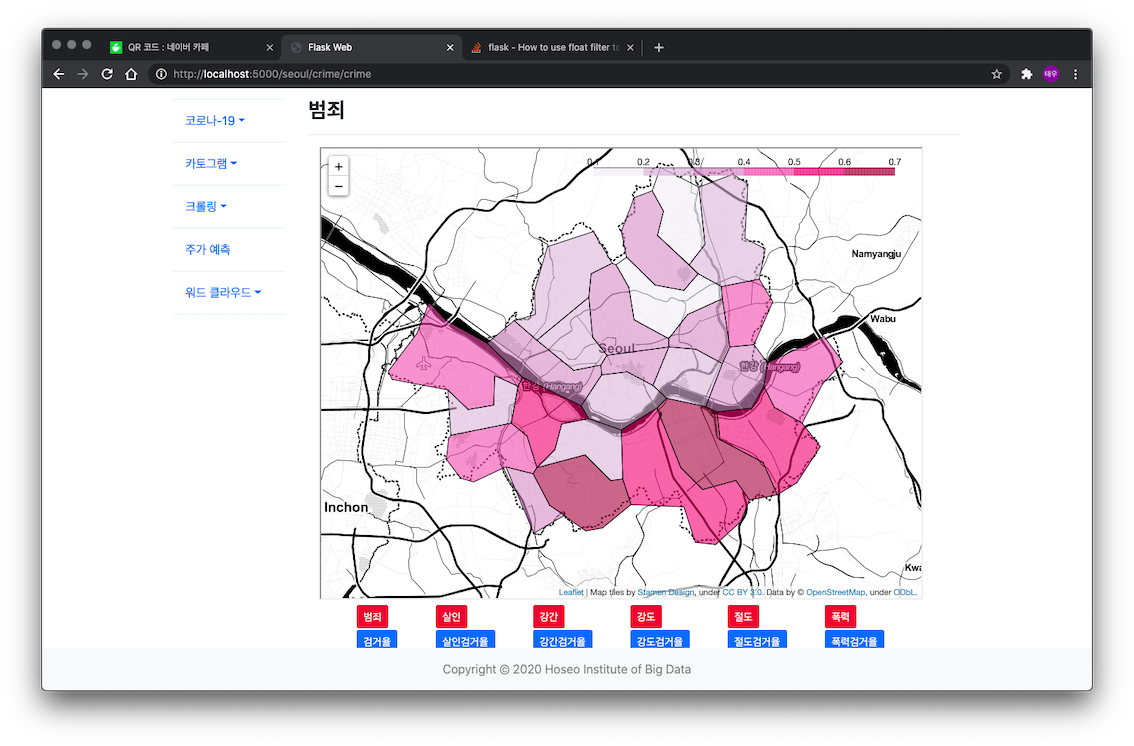 QR 코드 : 네이버 카페
Flask Web
flask - How to use float filter to
http://localhost:5000/seoul/crime/crime
태우
코로나-19
카토그램
크롤링
주가 예측
워드 클라우드
범죄
+
−
0.1 0.2 0.3 0.4 0.5 0.6 0.7
Namyangju
Wabu
Seoul
한강 (Hangang)
한강 (Hangang)
Inchon
Kwa
Leaflet | Map tiles by Stamen Design, under CC BY 3.0. Data by © OpenStreetMap, under ODbL.
범죄 살인 강간 강도 절도 폭력
검거율 살인검거율 강간검거율 강도검거율 절도검거율 폭력검거율
Copyright © 2020 Hoseo Institute of Big Data